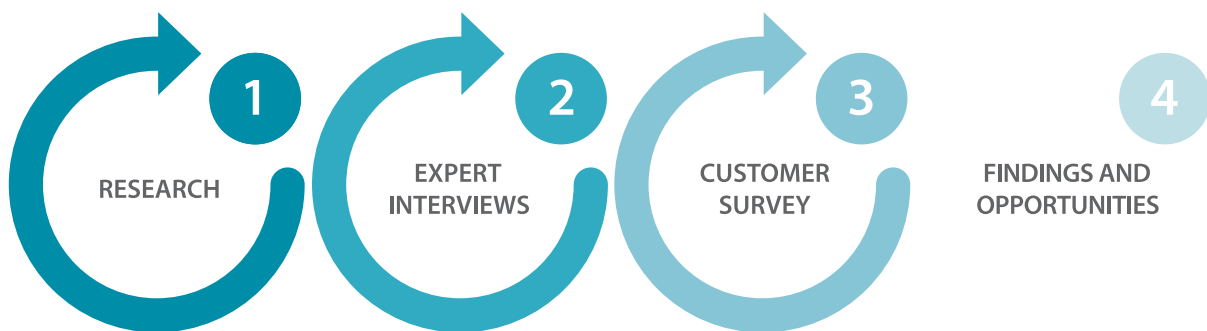 1
RESEARCH
2
EXPERT
INTERVIEWS
3
CUSTOMER
SURVEY
4
FINDINGS AND
OPPORTUNITIES